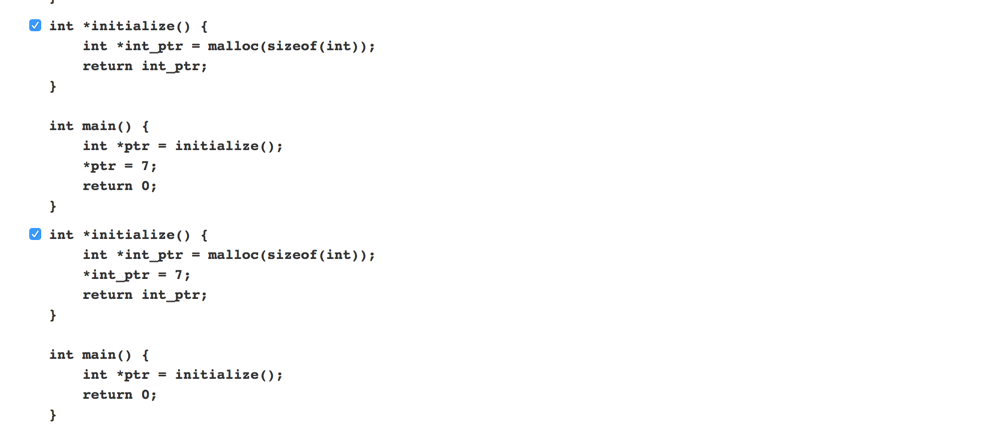 }
int *initialize() {
    int *int_ptr = malloc(sizeof(int));
    return int_ptr;
}
int main() {
    int *ptr = initialize();
    *ptr = 7;
    return 0;
}
int *initialize() {
    int *int_ptr = malloc(sizeof(int));
    *int_ptr = 7;
    return int_ptr;
}
int main() {
    int *ptr = initialize();
    return 0;
}